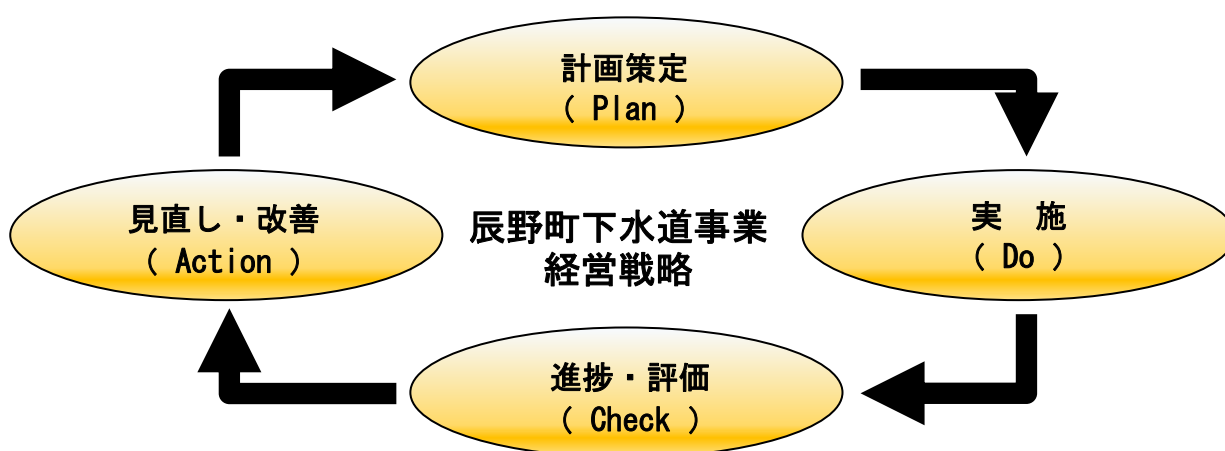 計画策定
( Plan )
見直し・改善
( Action )
辰野町下水道事業
経営戦略
実　施
( Do )
進捗・評価
( Check )